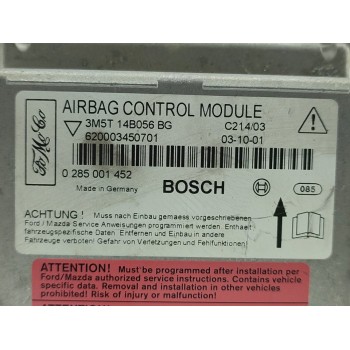 AIRBAG CONTROL MODULE
3M5T 14B056 BG C214/03
620003450701 03-10-01
FoMoCo
0 285 001 452
Made in Germany BOSCH 085
ACHTUNG ! Muss nach Einbau gemaess vorgeschriebenen
Ford / Mazda Service Anweisungen programmiert werden. Enthaelt
fahrzeugspezifische Daten. Entfernen und Einbau in andere
Fahrzeuge verboten! Gefahr von Verletzungen und Fehlfunktionen!
ATTENTION! Must be programmed after installation per
Ford/Mazda authorized service instructions. Contains vehicle
specific data. Removal and installation in other vehicles
prohibited! Risk of injury or malfunction!